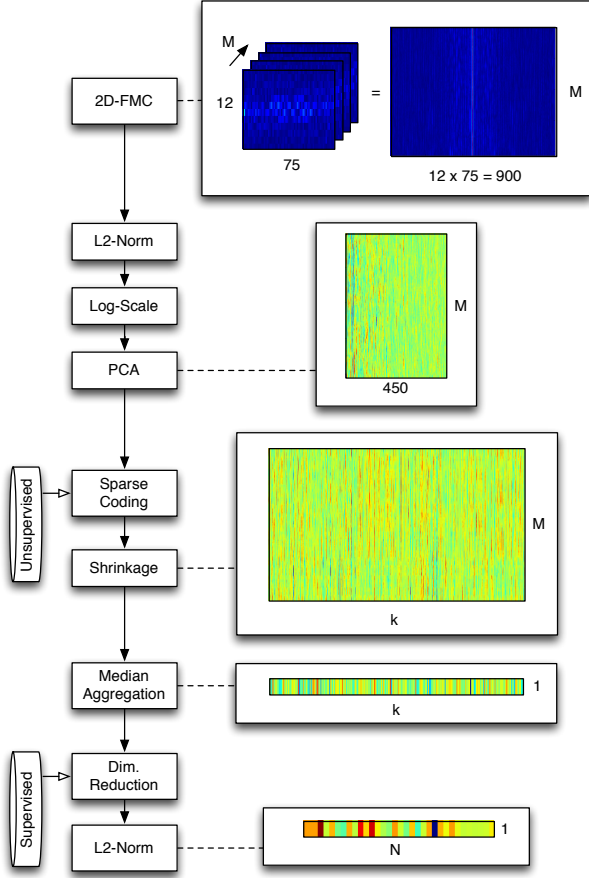 M
2D-FMC
12
=
M
75
12 x 75 = 900
L2-Norm
Log-Scale
M
PCA
450
Unsupervised
Sparse
Coding
M
Shrinkage
k
Median
Aggregation
1
k
Supervised
Dim.
Reduction
L2-Norm
1
N